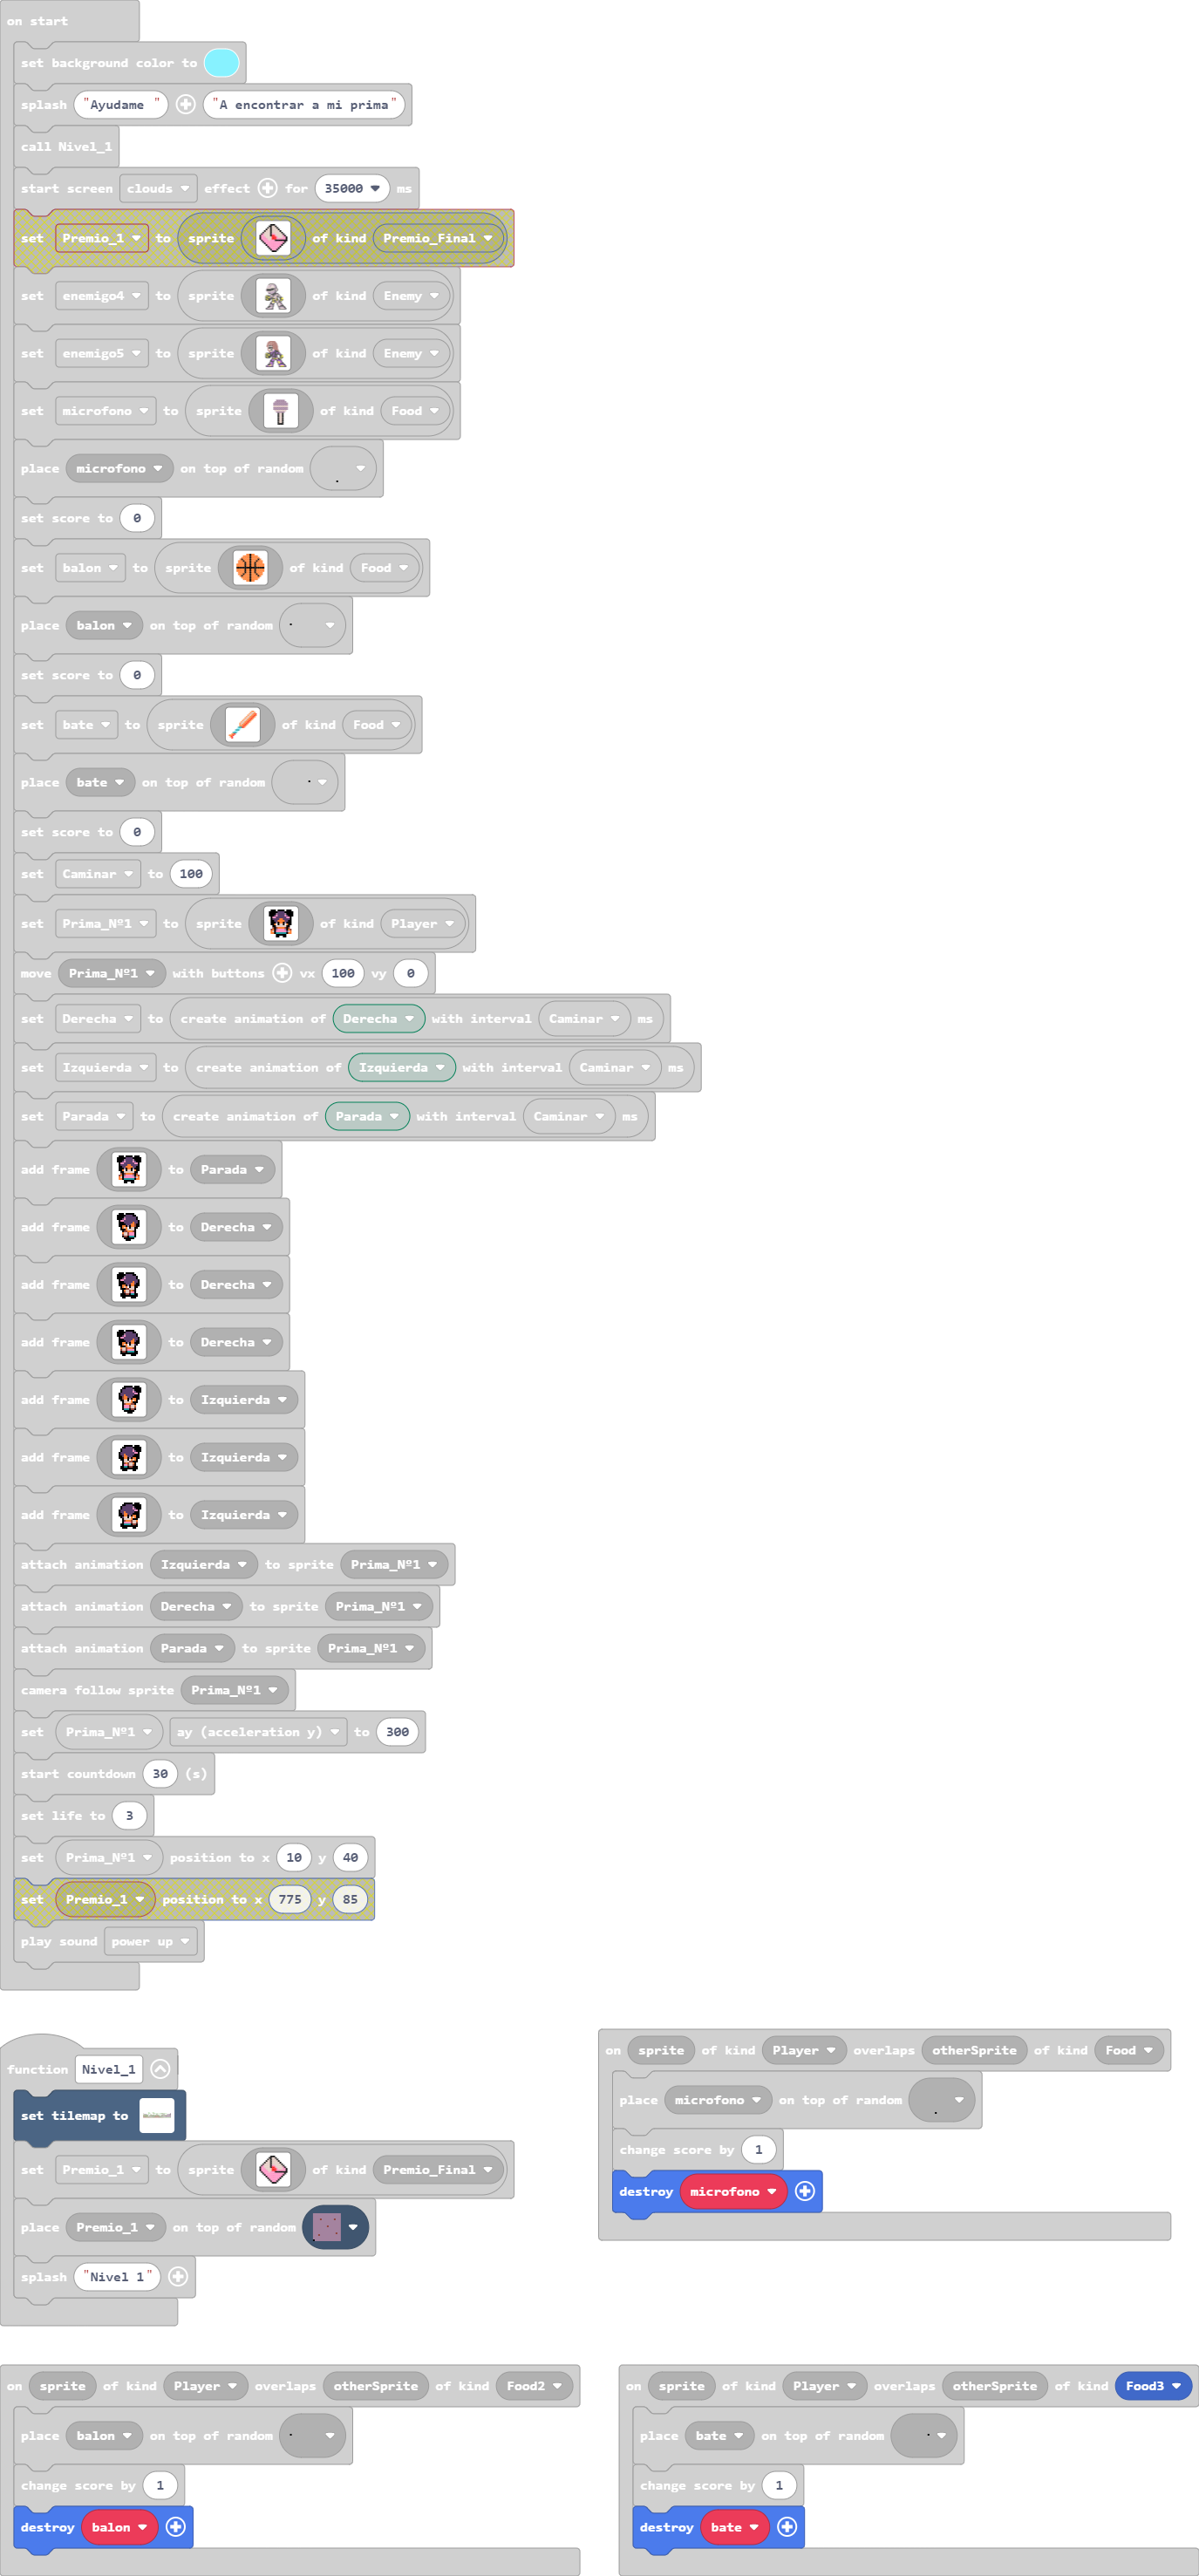 on start
set background color to
splash "Ayudame " "A encontrar a mi prima"
call Nivel_1
start screen clouds effect for 35000 ms
set Premio_1 to sprite of kind Premio_Final
set enemigo4 to sprite of kind Enemy
set enemigo5 to sprite of kind Enemy
set microfono to sprite of kind Food
place microfono on top of random
set score to 0
set balon to sprite of kind Food
place balon on top of random
set score to 0
set bate to sprite of kind Food
place bate on top of random
set score to 0
set Caminar to 100
set Prima_Nº1 to sprite of kind Player
move Prima_Nº1 with buttons vx 100 vy 0
set Derecha to create animation of Derecha with interval Caminar ms
set Izquierda to create animation of Izquierda with interval Caminar ms
set Parada to create animation of Parada with interval Caminar ms
add frame to Parada
add frame to Derecha
add frame to Derecha
add frame to Derecha
add frame to Izquierda
add frame to Izquierda
add frame to Izquierda
attach animation Izquierda to sprite Prima_Nº1
attach animation Derecha to sprite Prima_Nº1
attach animation Parada to sprite Prima_Nº1
camera follow sprite Prima_Nº1
set Prima_Nº1 ay (acceleration y) to 300
start countdown 30 (s)
set life to 3
set Prima_Nº1 position to x 10 y 40
set Premio_1 position to x 775 y 85
play sound power up
function Nivel_1
set tilemap to
set Premio_1 to sprite of kind Premio_Final
place Premio_1 on top of random
splash "Nivel 1"
on sprite of kind Player overlaps otherSprite of kind Food
place microfono on top of random
change score by 1
destroy microfono
on sprite of kind Player overlaps otherSprite of kind Food2
place balon on top of random
change score by 1
destroy balon
on sprite of kind Player overlaps otherSprite of kind Food3
place bate on top of random
change score by 1
destroy bate